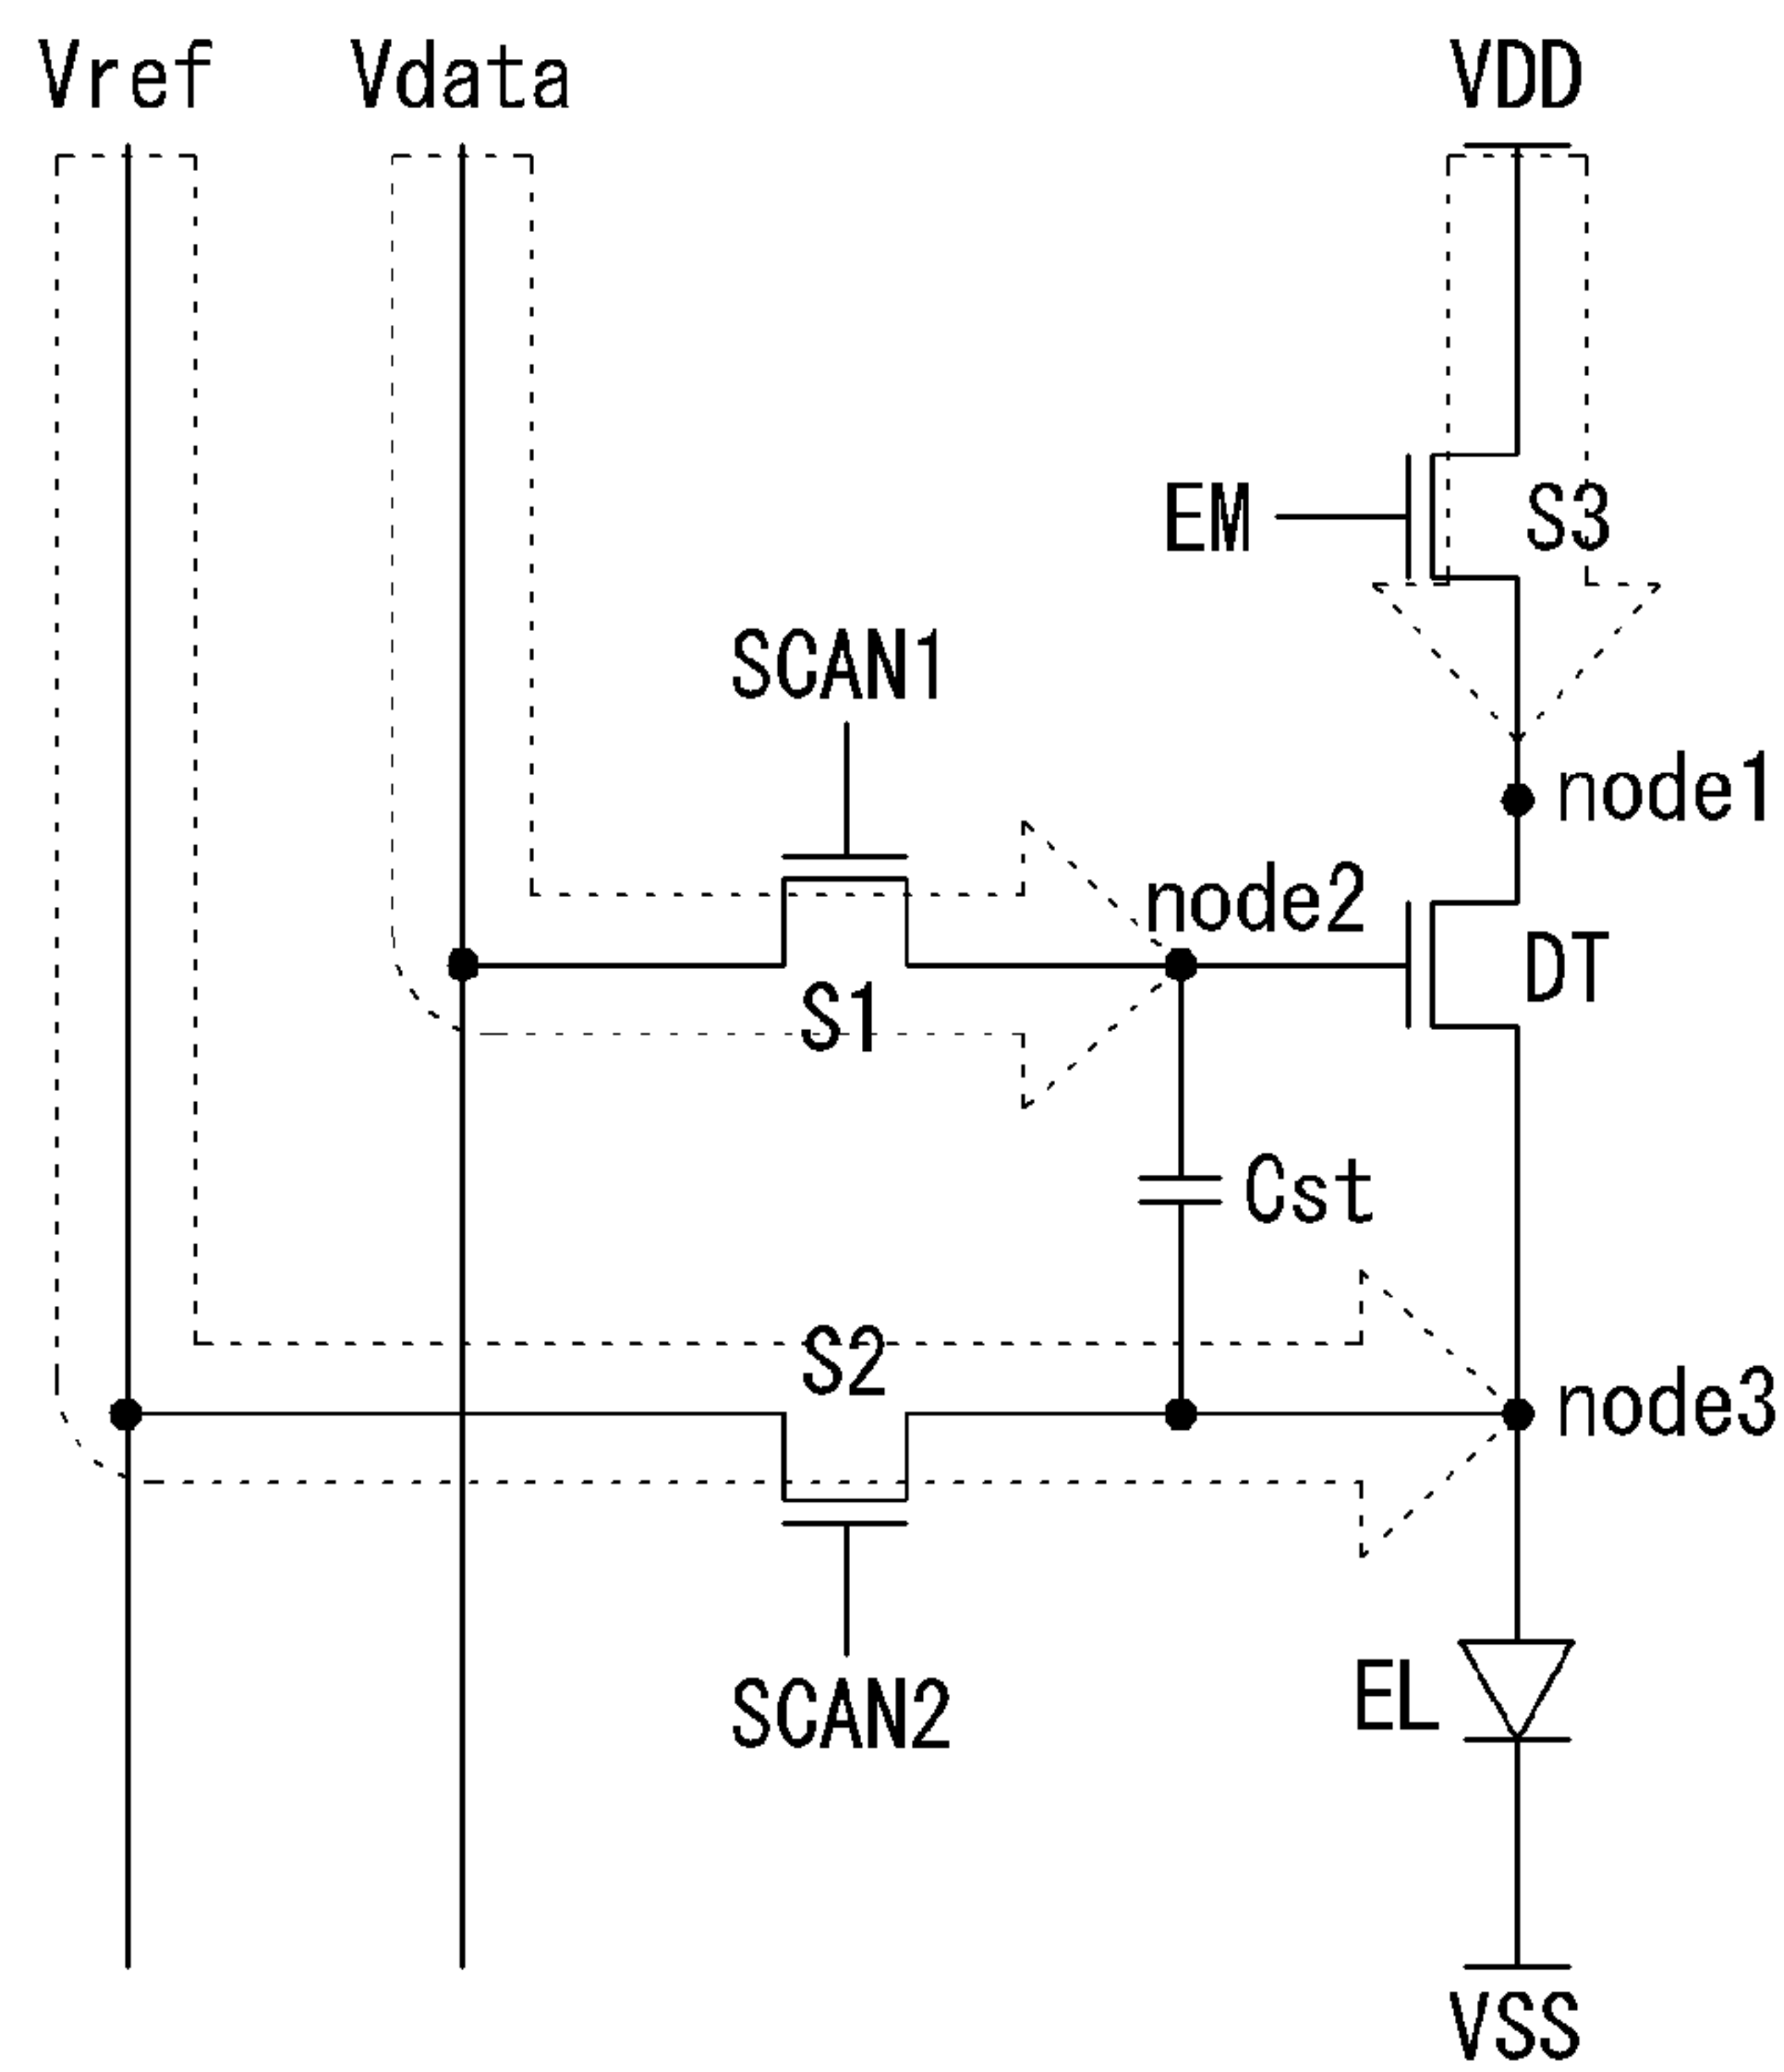 Vref
Vdata
VDD
EM
S3
SCAN1
node1
node2
DT
S1
Cst
S2
node3
EL
SCAN2
VSS